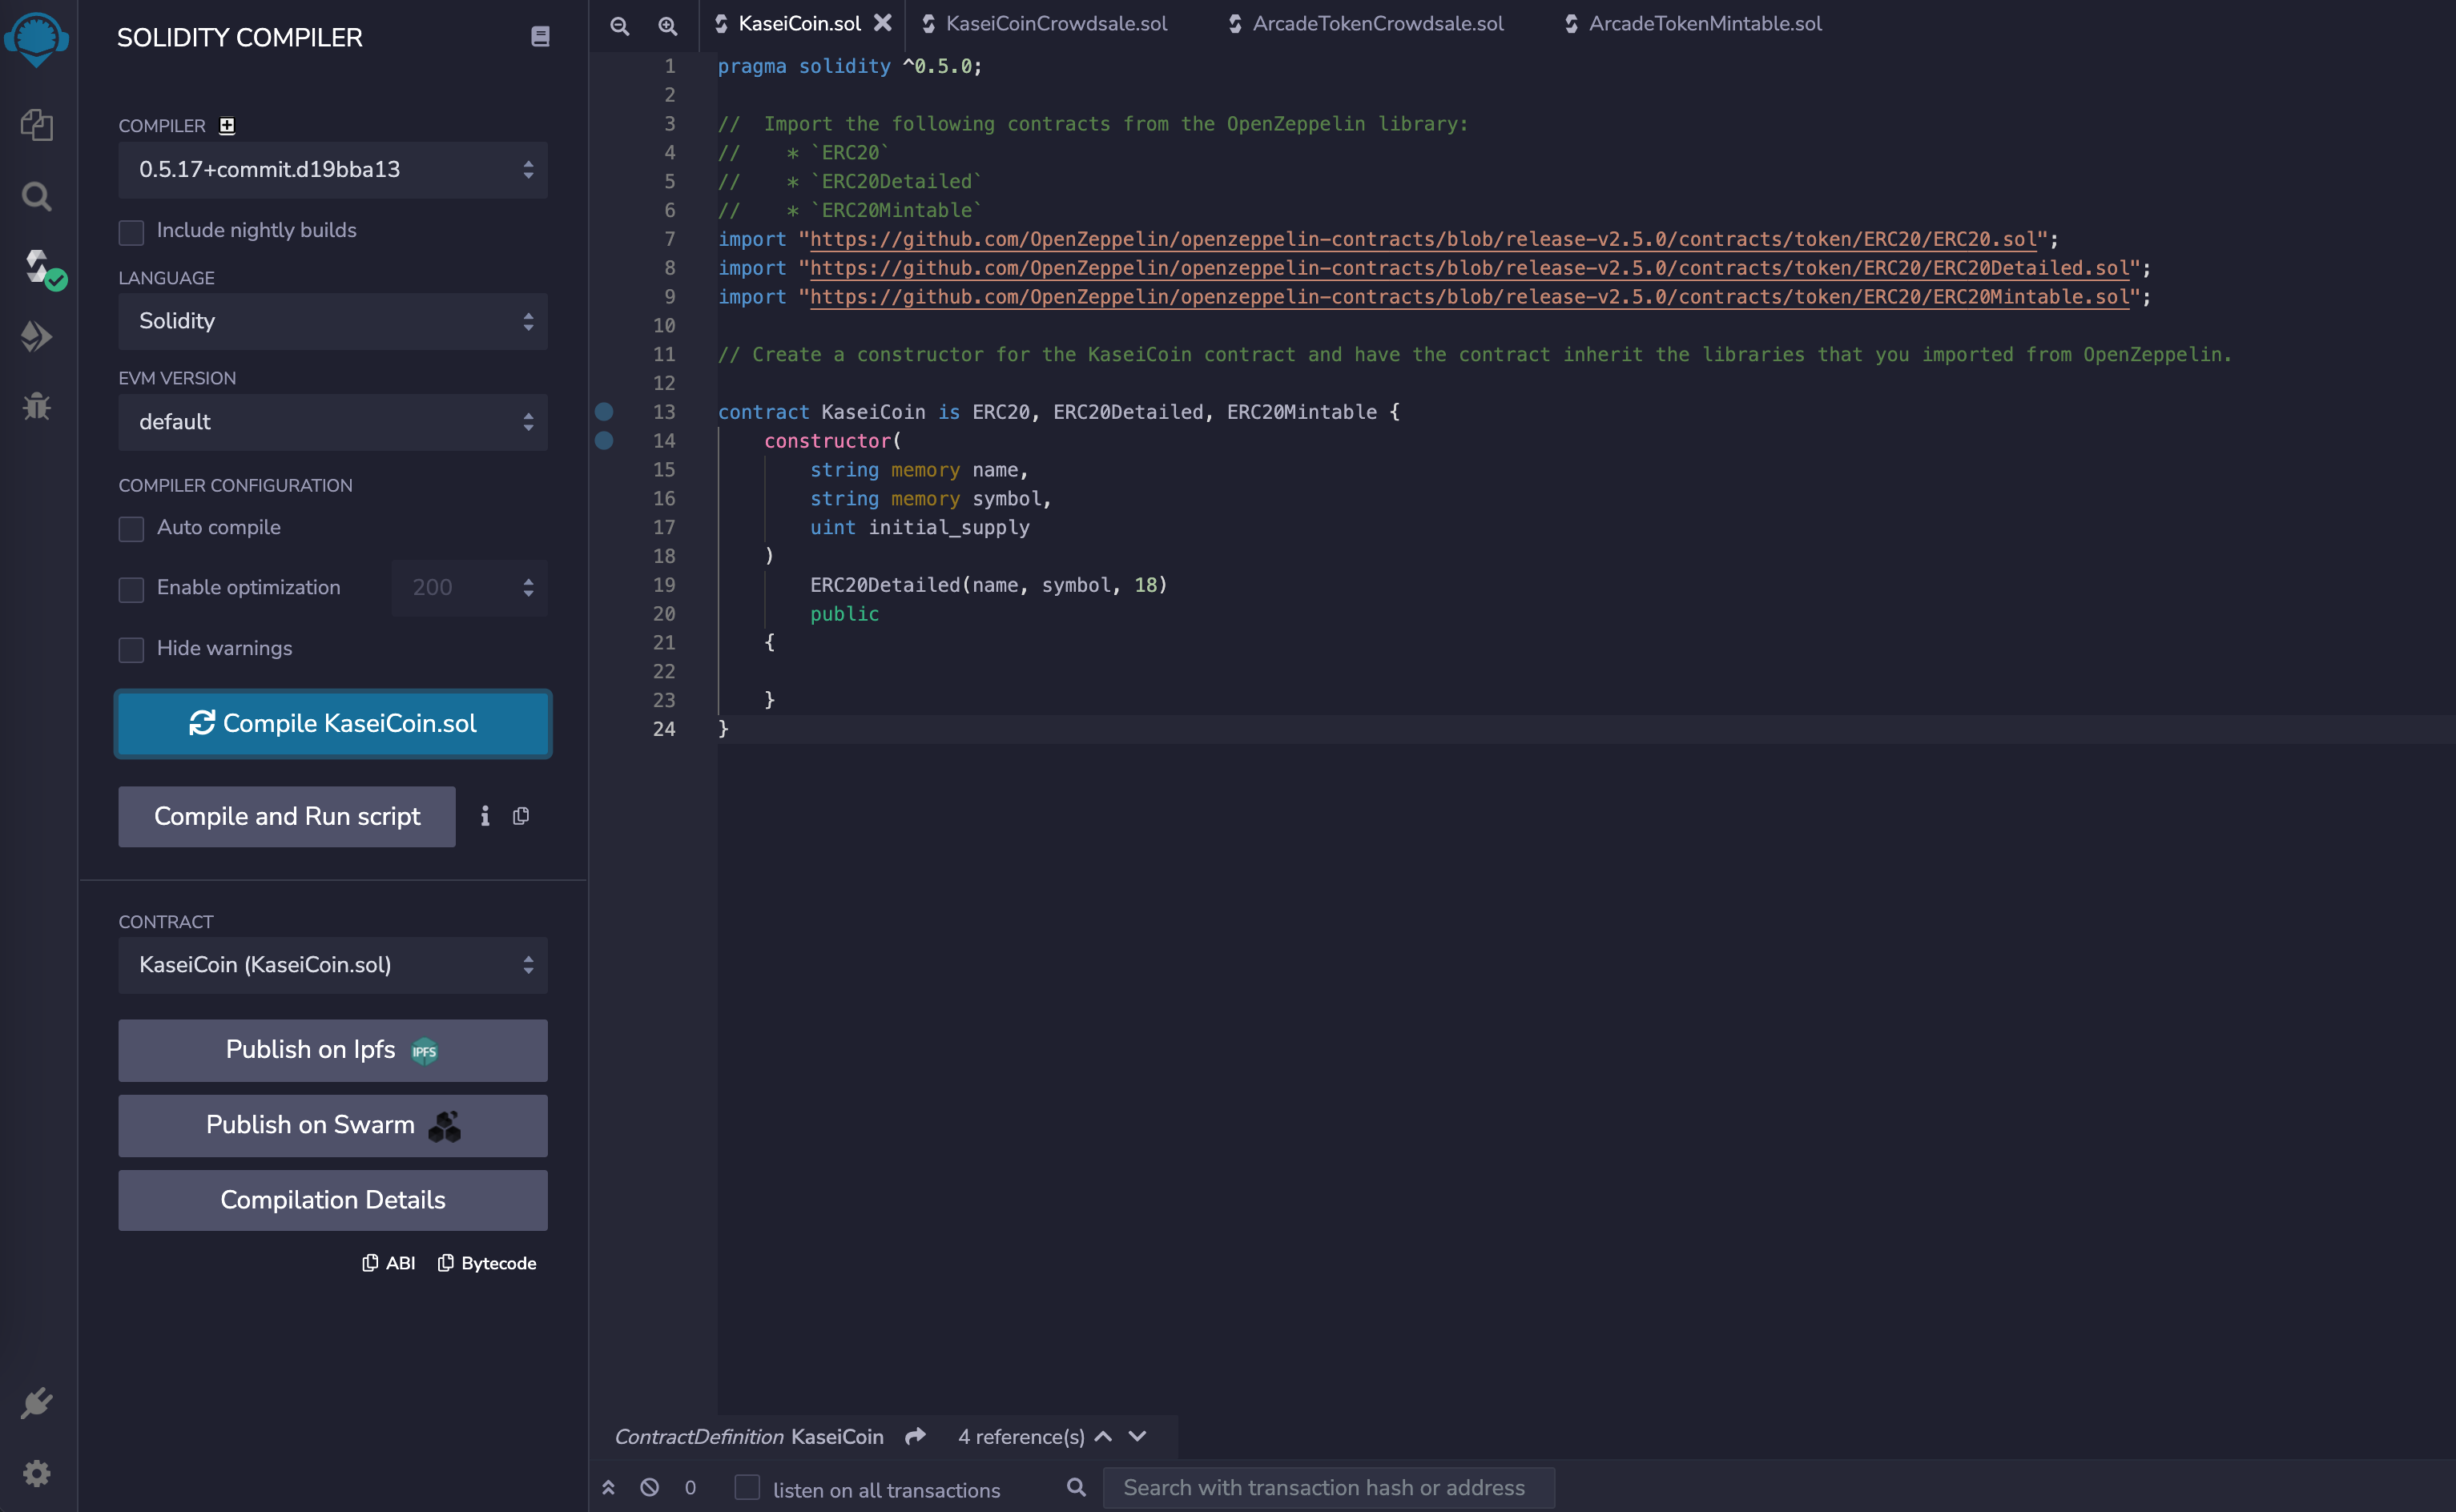 SOLIDITY COMPILER
COMPILER
0.5.17+commit.d19bba13
Include nightly builds
LANGUAGE
Solidity
EVM VERSION
default
COMPILER CONFIGURATION
Auto compile
Enable optimization 200
Hide warnings
Compile KaseiCoin.sol
Compile and Run script
CONTRACT
KaseiCoin (KaseiCoin.sol)
Publish on Ipfs IPFS
Publish on Swarm
Compilation Details
ABI Bytecode
KaseiCoin.sol KaseiCoinCrowdsale.sol ArcadeTokenCrowdsale.sol ArcadeTokenMintable.sol
1 pragma solidity ^0.5.0;
2
3 //  Import the following contracts from the OpenZeppelin library:
4 //    * `ERC20`
5 //    * `ERC20Detailed`
6 //    * `ERC20Mintable`
7 import "https://github.com/OpenZeppelin/openzeppelin-contracts/blob/release-v2.5.0/contracts/token/ERC20/ERC20.sol";
8 import "https://github.com/OpenZeppelin/openzeppelin-contracts/blob/release-v2.5.0/contracts/token/ERC20/ERC20Detailed.sol";
9 import "https://github.com/OpenZeppelin/openzeppelin-contracts/blob/release-v2.5.0/contracts/token/ERC20/ERC20Mintable.sol";
10
11 // Create a constructor for the KaseiCoin contract and have the contract inherit the libraries that you imported from OpenZeppelin.
12
13 contract KaseiCoin is ERC20, ERC20Detailed, ERC20Mintable {
14     constructor(
15         string memory name,
16         string memory symbol,
17         uint initial_supply
18     )
19         ERC20Detailed(name, symbol, 18)
20         public
21     {
22
23     }
24 }
ContractDefinition KaseiCoin 4 reference(s)
0 listen on all transactions Search with transaction hash or address